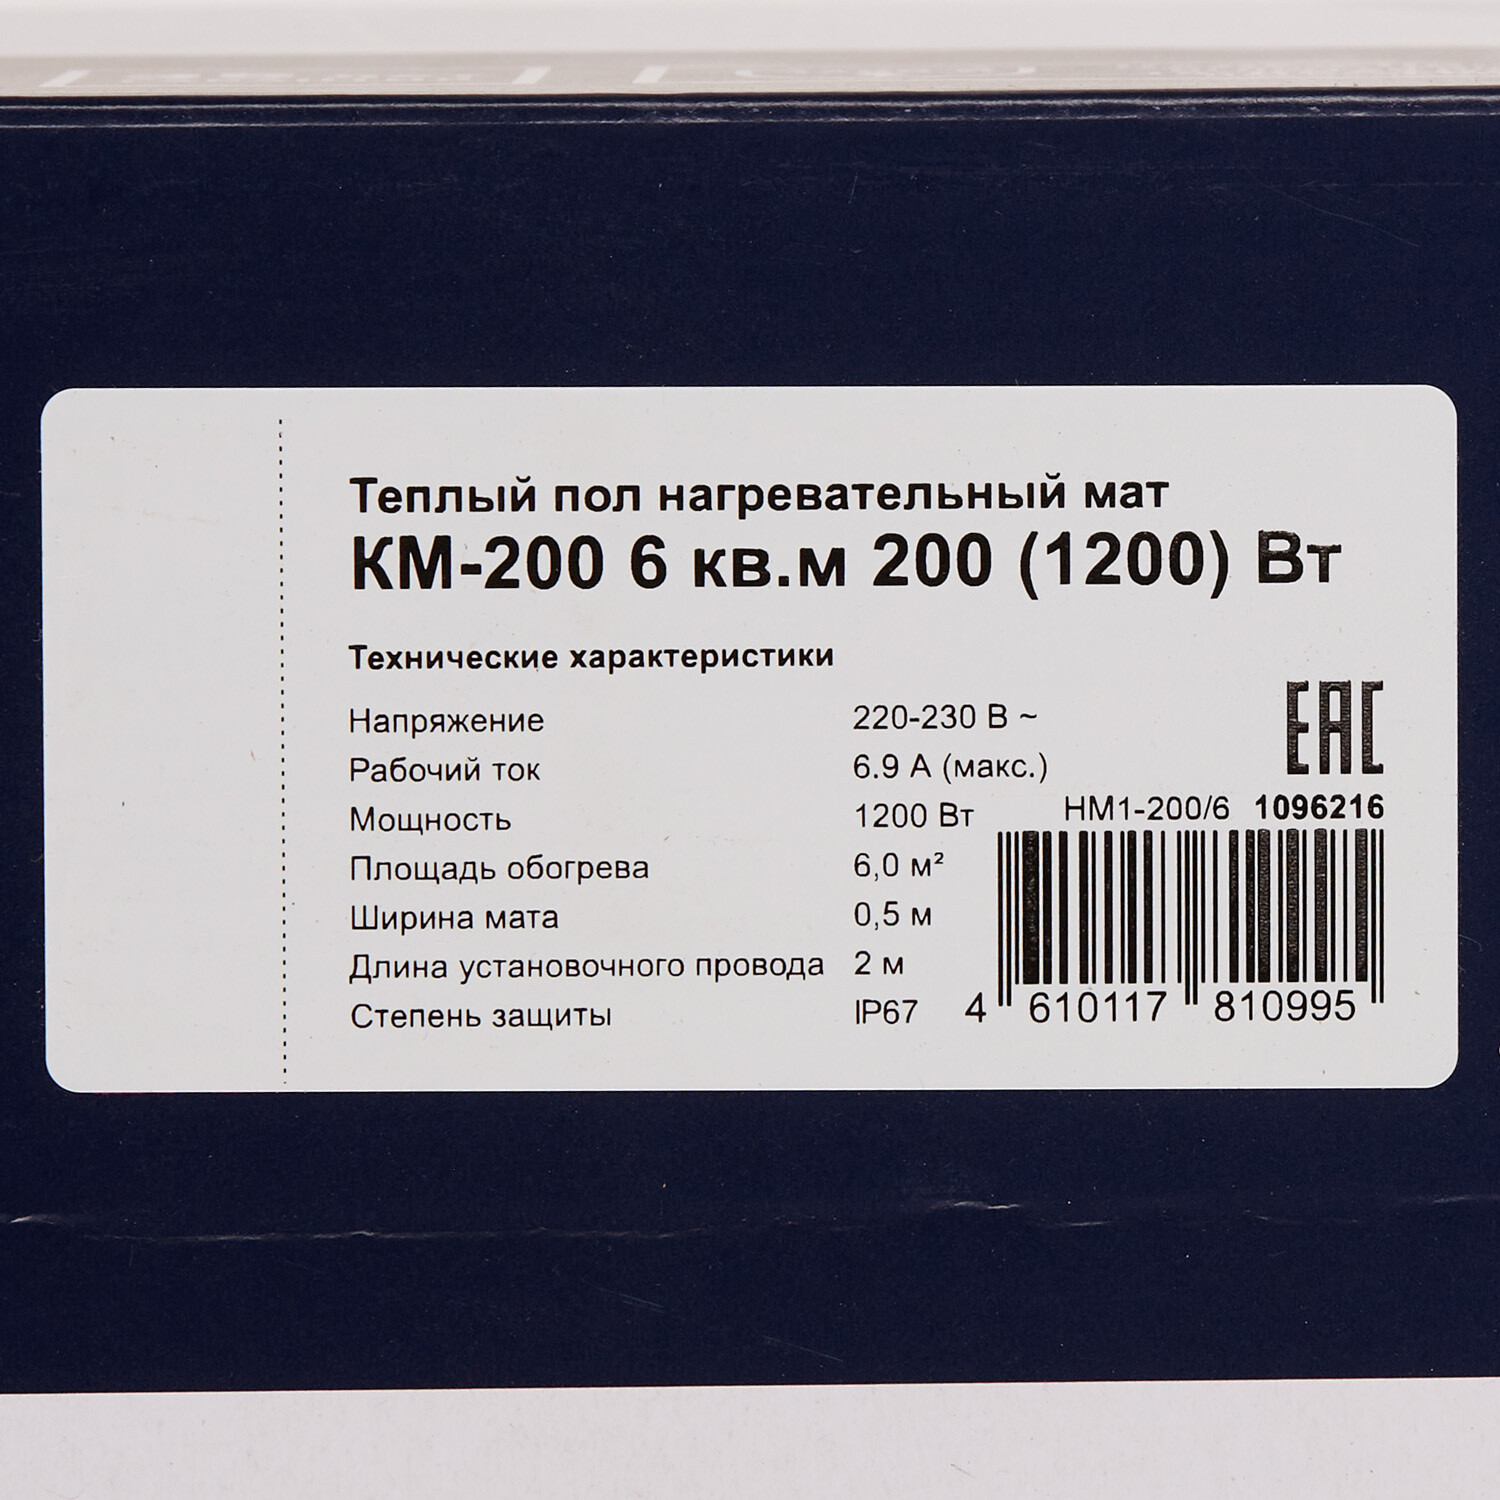 Теплый пол нагревательный мат
КМ-200 6 кв.м 200 (1200) Вт
Технические характеристики
Напряжение 220-230 В ~
Рабочий ток 6.9 А (макс.)
Мощность 1200 Вт
Площадь обогрева 6,0 м²
Ширина мата 0,5 м
Длина установочного провода 2 м
Степень защиты IP67
EAC
НМ1-200/6 1096216
4 610117 810995